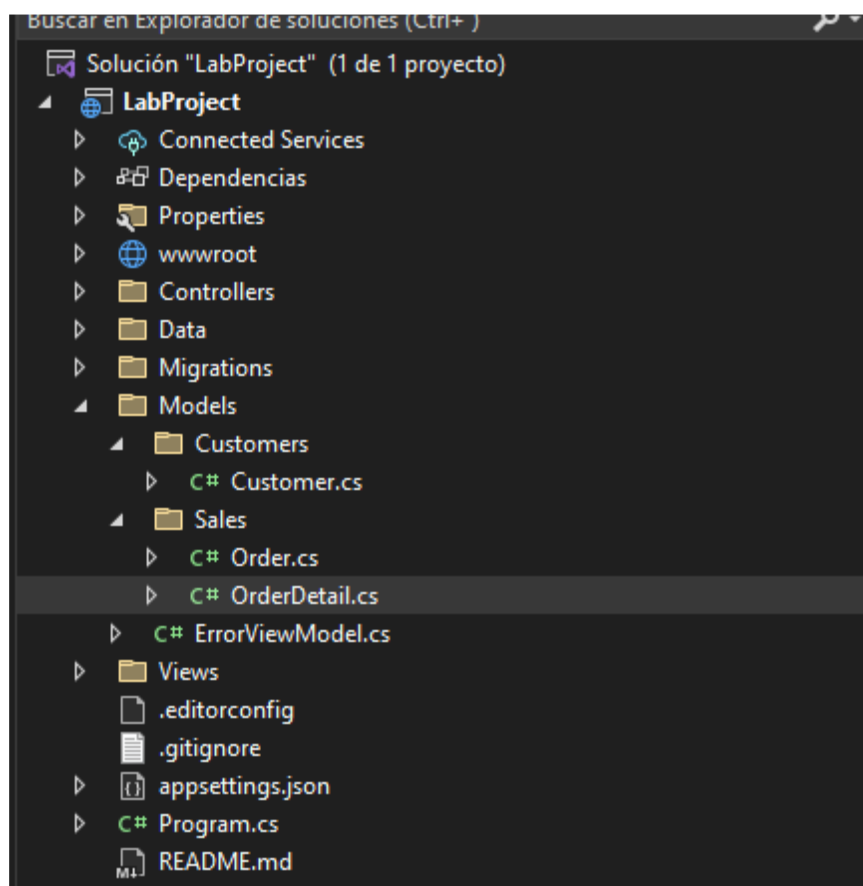 Buscar en Explorador de soluciones (Ctrl+ )
Solución "LabProject" (1 de 1 proyecto)
LabProject
Connected Services
Dependencias
Properties
wwwroot
Controllers
Data
Migrations
Models
Customers
C# Customer.cs
Sales
C# Order.cs
C# OrderDetail.cs
C# ErrorViewModel.cs
Views
.editorconfig
.gitignore
appsettings.json
C# Program.cs
M↓ README.md